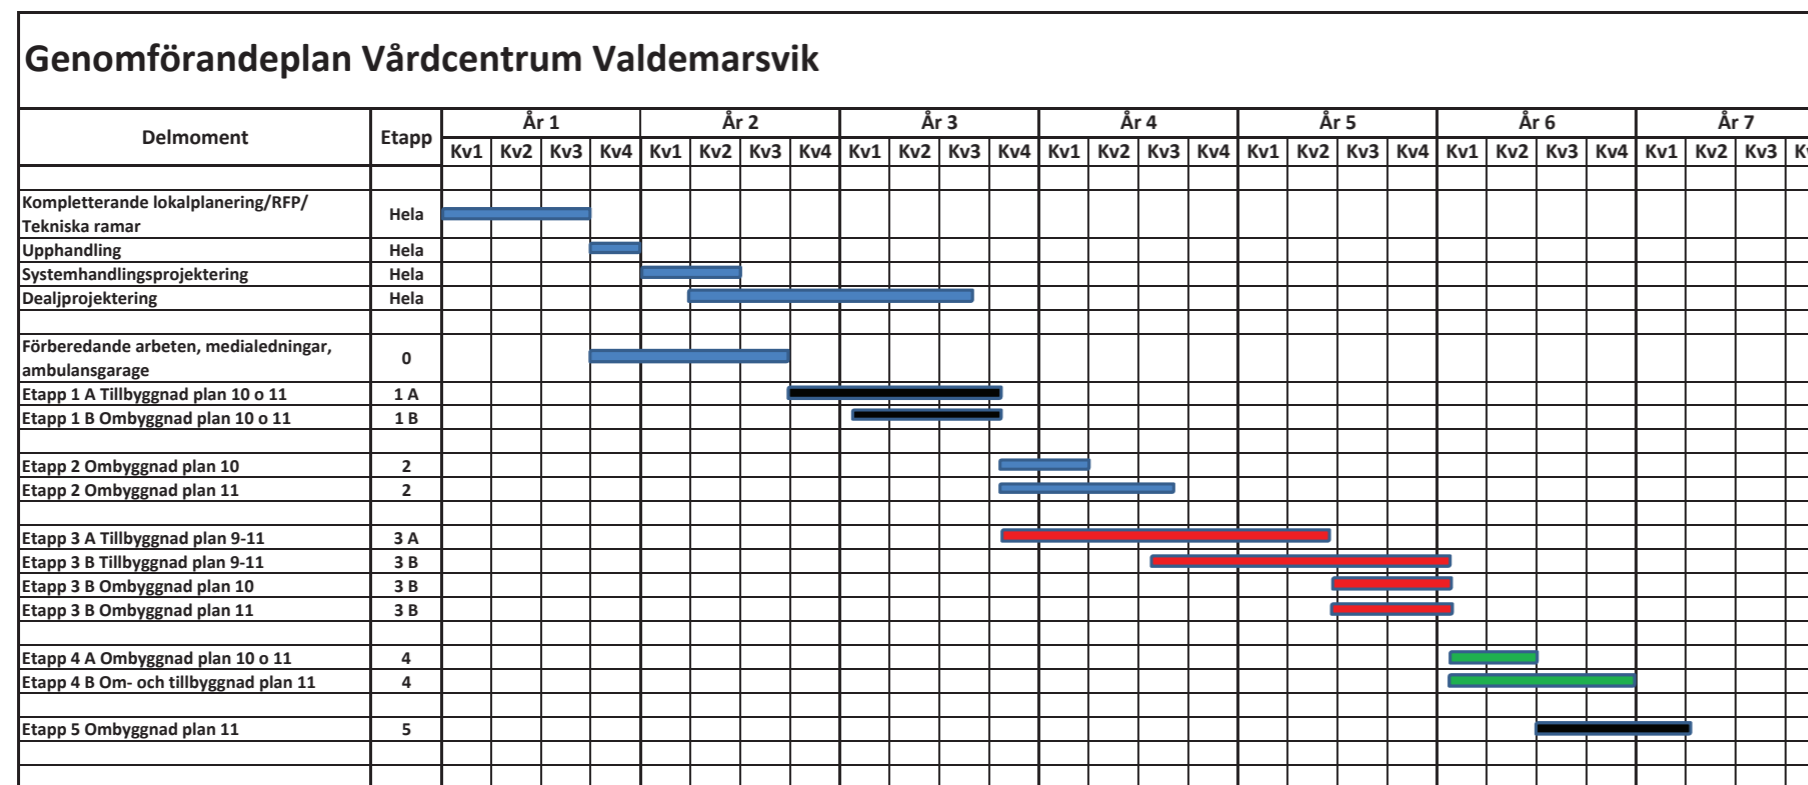 Genomförandeplan Vårdcentrum Valdemarsvik
Delmoment Etapp År 1 År 2 År 3 År 4 År 5 År 6 År 7
Kv1 Kv2 Kv3 Kv4 Kv1 Kv2 Kv3 Kv4 Kv1 Kv2 Kv3 Kv4 Kv1 Kv2 Kv3 Kv4 Kv1 Kv2 Kv3 Kv4 Kv1 Kv2 Kv3 Kv4 Kv1 Kv2 Kv3
Kompletterande lokalplanering/RFP/
Tekniska ramar Hela
Upphandling Hela
Systemhandlingsprojektering Hela
Dealjprojektering Hela
Förberedande arbeten, medialedningar,
ambulansgarage 0
Etapp 1 A Tillbyggnad plan 10 o 11 1 A
Etapp 1 B Ombyggnad plan 10 o 11 1 B
Etapp 2 Ombyggnad plan 10 2
Etapp 2 Ombyggnad plan 11 2
Etapp 3 A Tillbyggnad plan 9-11 3 A
Etapp 3 B Tillbyggnad plan 9-11 3 B
Etapp 3 B Ombyggnad plan 10 3 B
Etapp 3 B Ombyggnad plan 11 3 B
Etapp 4 A Ombyggnad plan 10 o 11 4
Etapp 4 B Om- och tillbyggnad plan 11 4
Etapp 5 Ombyggnad plan 11 5